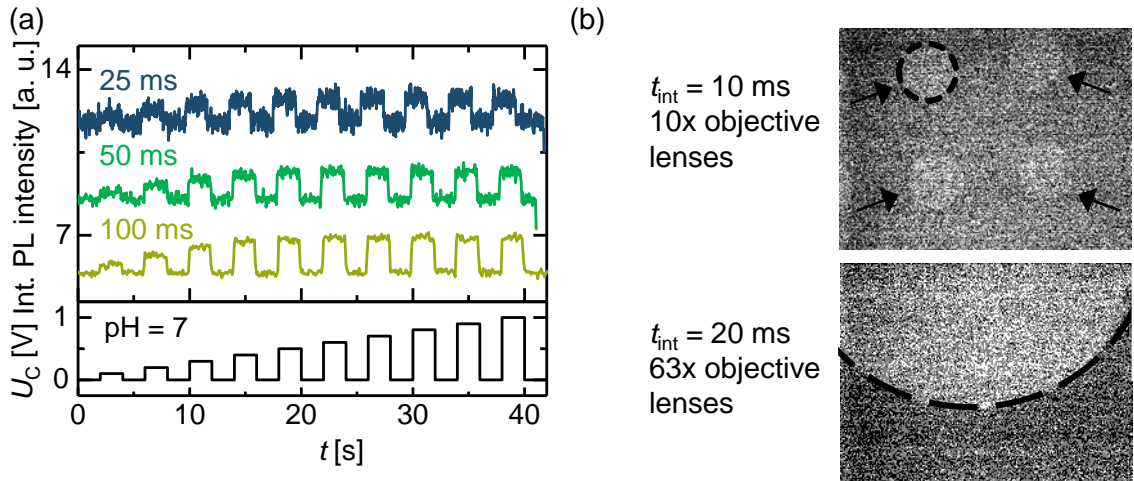 (a)
Int. PL intensity [a. u.]
14
7
25 ms
50 ms
100 ms
U_C [V]
1
0
pH = 7
0 10 20 30 40
t [s]
(b)
t_int = 10 ms
10x objective
lenses
t_int = 20 ms
63x objective
lenses